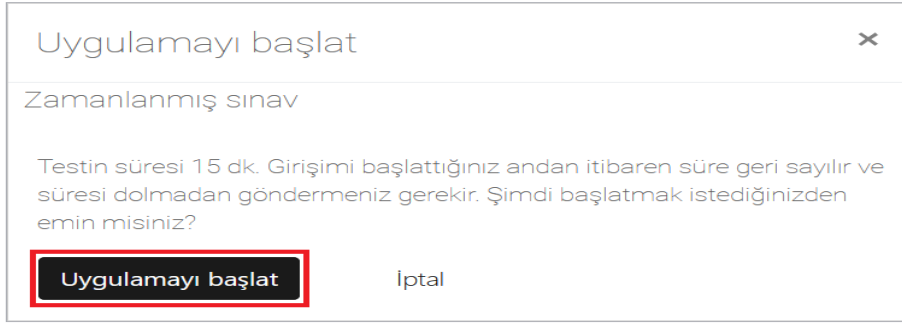 Uygulamayı başlat ×
Zamanlanmış sınav
Testin süresi 15 dk. Girişimi başlattığınız andan itibaren süre geri sayılır ve
süresi dolmadan göndermeniz gerekir. Şimdi başlatmak istediğinizden
emin misiniz?
Uygulamayı başlat İptal